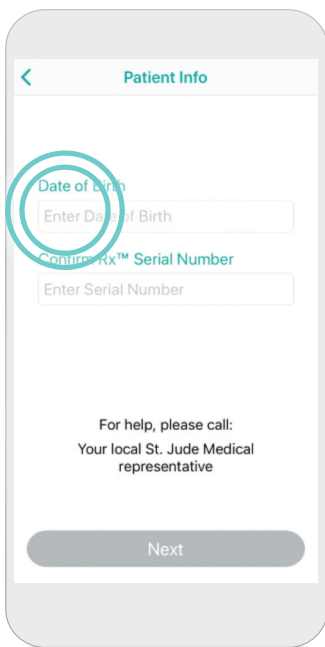 Patient Info
Date of Birth
Enter Date of Birth
Confirm Rx™ Serial Number
Enter Serial Number
For help, please call:
Your local St. Jude Medical
representative
Next